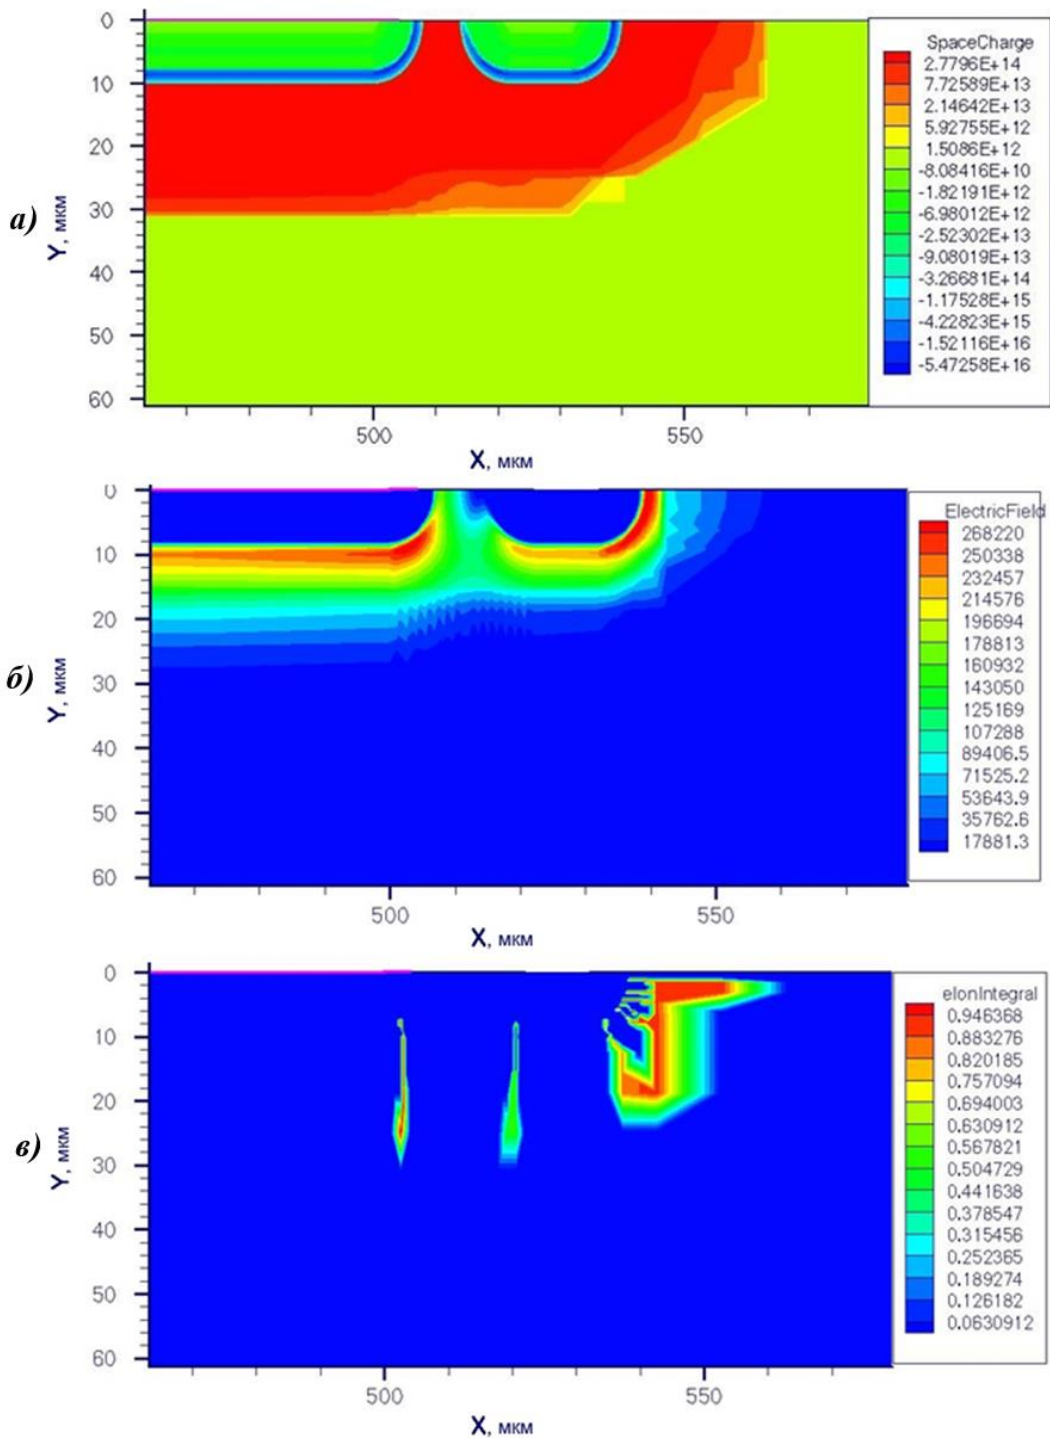 SpaceCharge
2.7796E+14
7.72589E+13
2.14642E+13
5.92755E+12
1.5086E+12
-8.08416E+10
-1.82191E+12
-6.98012E+12
-2.52302E+13
-9.08019E+13
-3.26681E+14
-1.17528E+15
-4.22823E+15
-1.52116E+16
-5.47258E+16
0
10
20
30
40
50
60
а)
Y, мкм
500
550
X, мкм
ElectricField
268220
250338
232457
214576
196694
178813
160932
143050
125169
107288
89406.5
71525.2
53643.9
35762.6
17881.3
0
10
20
30
40
50
60
б)
Y, мкм
500
550
X, мкм
eIonIntegral
0.946368
0.883276
0.820185
0.757094
0.694003
0.630912
0.567821
0.504729
0.441638
0.378547
0.315456
0.252365
0.189274
0.126182
0.0630912
0
10
20
30
40
50
60
в)
Y, мкм
500
550
X, мкм